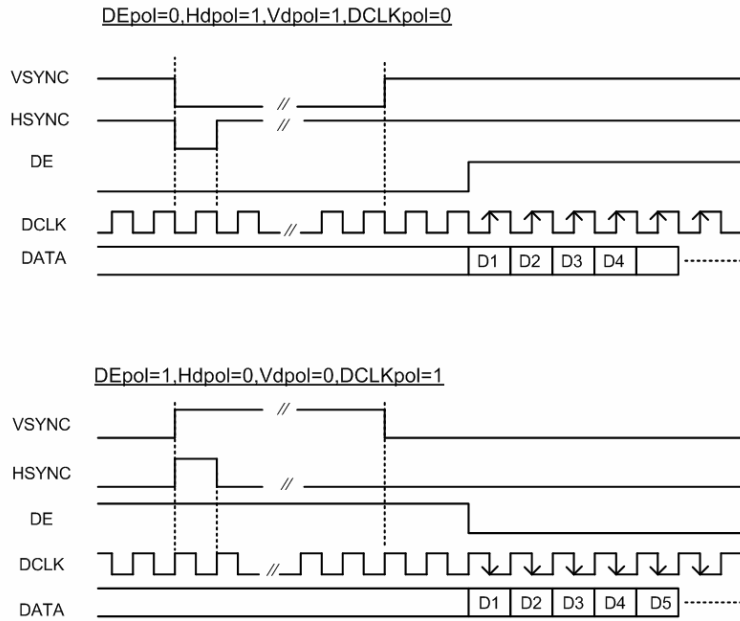 DEpol=0,Hdpol=1,Vdpol=1,DCLKpol=0
VSYNC
HSYNC
DE
DCLK
DATA D1 D2 D3 D4
DEpol=1,Hdpol=0,Vdpol=0,DCLKpol=1
VSYNC
HSYNC
DE
DCLK
DATA D1 D2 D3 D4 D5